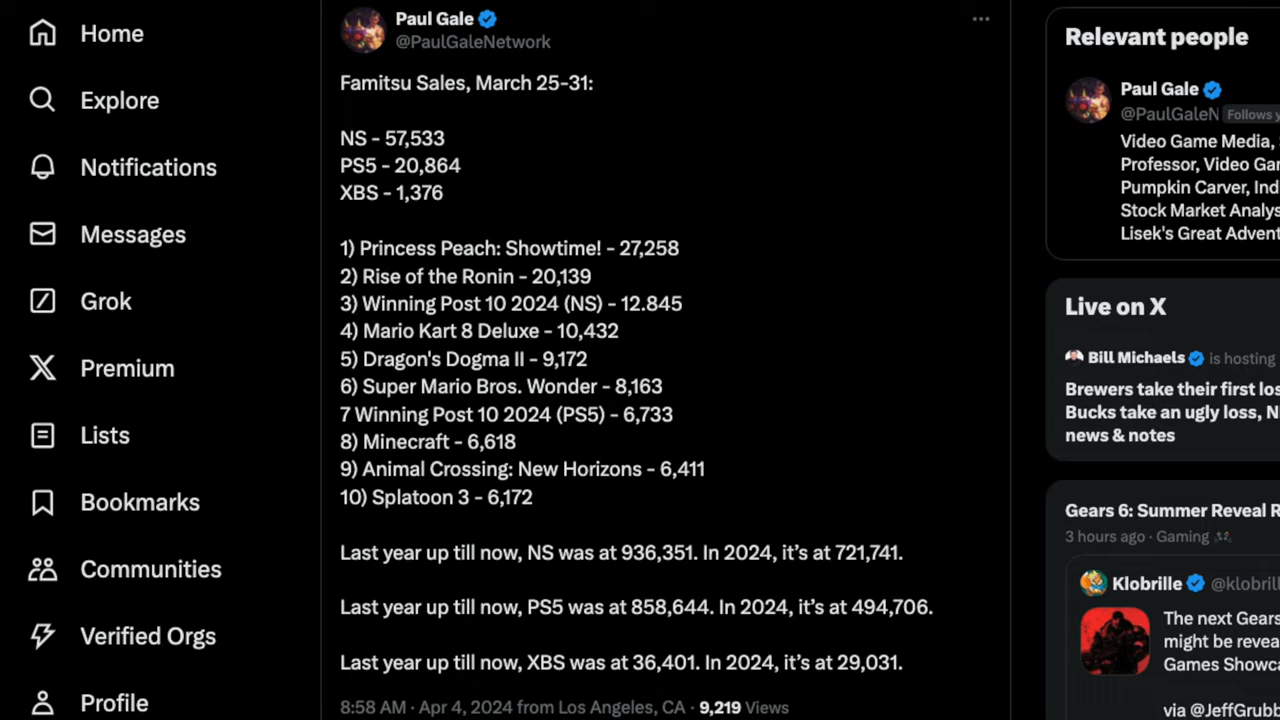 Home
Explore
Notifications
Messages
Grok
Premium
Lists
Bookmarks
Communities
Verified Orgs
Profile
Paul Gale
@PaulGaleNetwork
Famitsu Sales, March 25-31:
NS - 57,533
PS5 - 20,864
XBS - 1,376
1) Princess Peach: Showtime! - 27,258
2) Rise of the Ronin - 20,139
3) Winning Post 10 2024 (NS) - 12.845
4) Mario Kart 8 Deluxe - 10,432
5) Dragon's Dogma II - 9,172
6) Super Mario Bros. Wonder - 8,163
7 Winning Post 10 2024 (PS5) - 6,733
8) Minecraft - 6,618
9) Animal Crossing: New Horizons - 6,411
10) Splatoon 3 - 6,172
Last year up till now, NS was at 936,351. In 2024, it's at 721,741.
Last year up till now, PS5 was at 858,644. In 2024, it's at 494,706.
Last year up till now, XBS was at 36,401. In 2024, it's at 29,031.
8:58 AM · Apr 4, 2024 from Los Angeles, CA · 9,219 Views
Relevant people
Paul Gale
@PaulGaleN Follows
Video Game Media,
Professor, Video
Pumpkin Carver,
Stock Market
Lisek's Great
Live on X
Bill Michaels is hosting
Brewers take their first
Bucks take an ugly loss,
news & notes
Gears 6: Summer Reveal
3 hours ago · Gaming
Klobrille
The next Gears
might be
Games
via